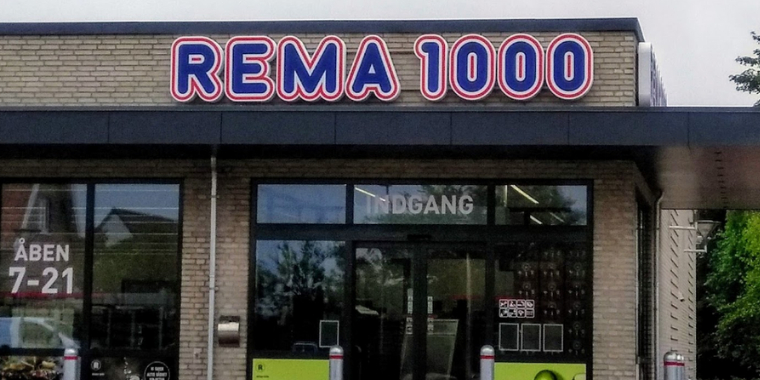 REMA 1000
INDGANG
ÅBEN
7-21